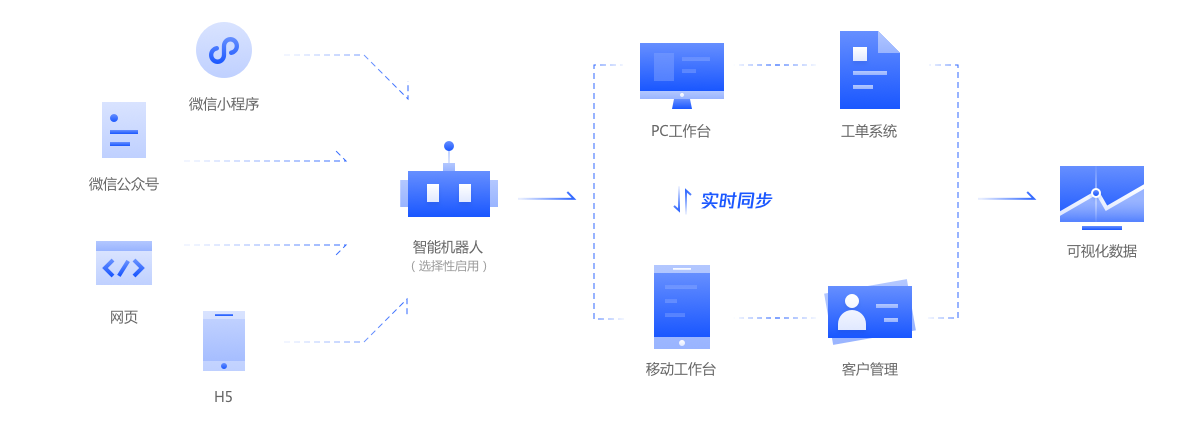 微信小程序
微信公众号
网页
H5
智能机器人
（选择性启用）
PC工作台
工单系统
实时同步
移动工作台
客户管理
可视化数据